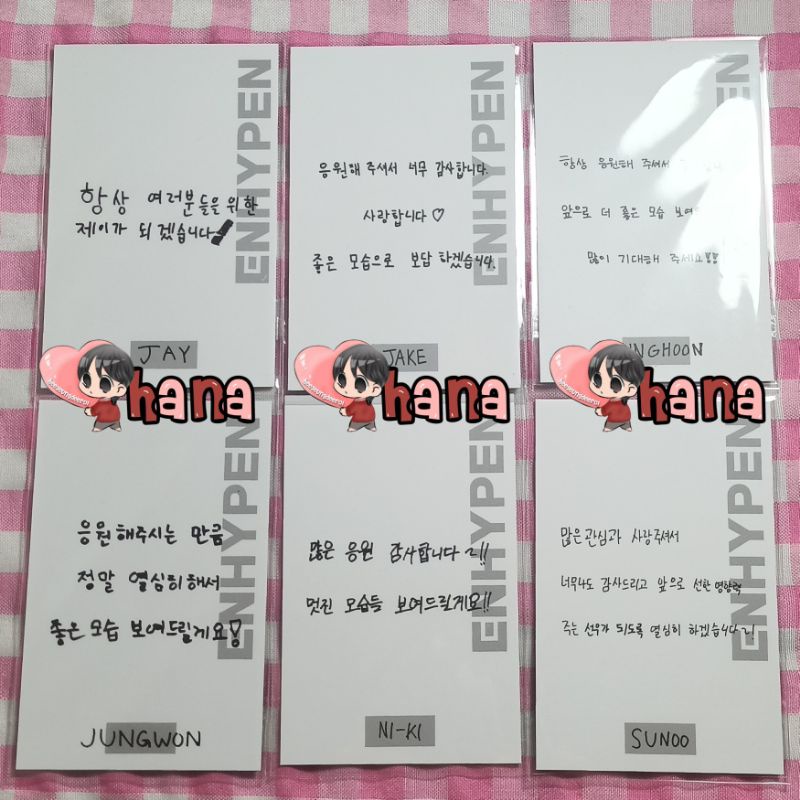 ENHYPEN
항상 여러분들을 위한
제이가 되겠습니다
JAY
ENHYPEN
응원해 주셔서 너무 감사합니다.
사랑합니다♡
좋은 모습으로 보답 하겠습니다.
JAKE
ENHYPEN
항상 응원해 주셔서
앞으로 더 좋은 모습
많이 기대해 주세요!!
NGHOON
hana
hana
hana
ENHYPEN
응원해주시는 만큼
정말 열심히 해서
좋은 모습 보여드릴게요!
JUNGWON
ENHYPEN
많은 응원 감사합니다~!!
멋진 모습들 보여드릴게요!!
NI-KI
ENHYPEN
많은 관심과 사랑주셔서
너무나도 감사드리고 앞으로 선한 영향력
주는 선우가 되도록 열심히 하겠습니다~!
SUNOO